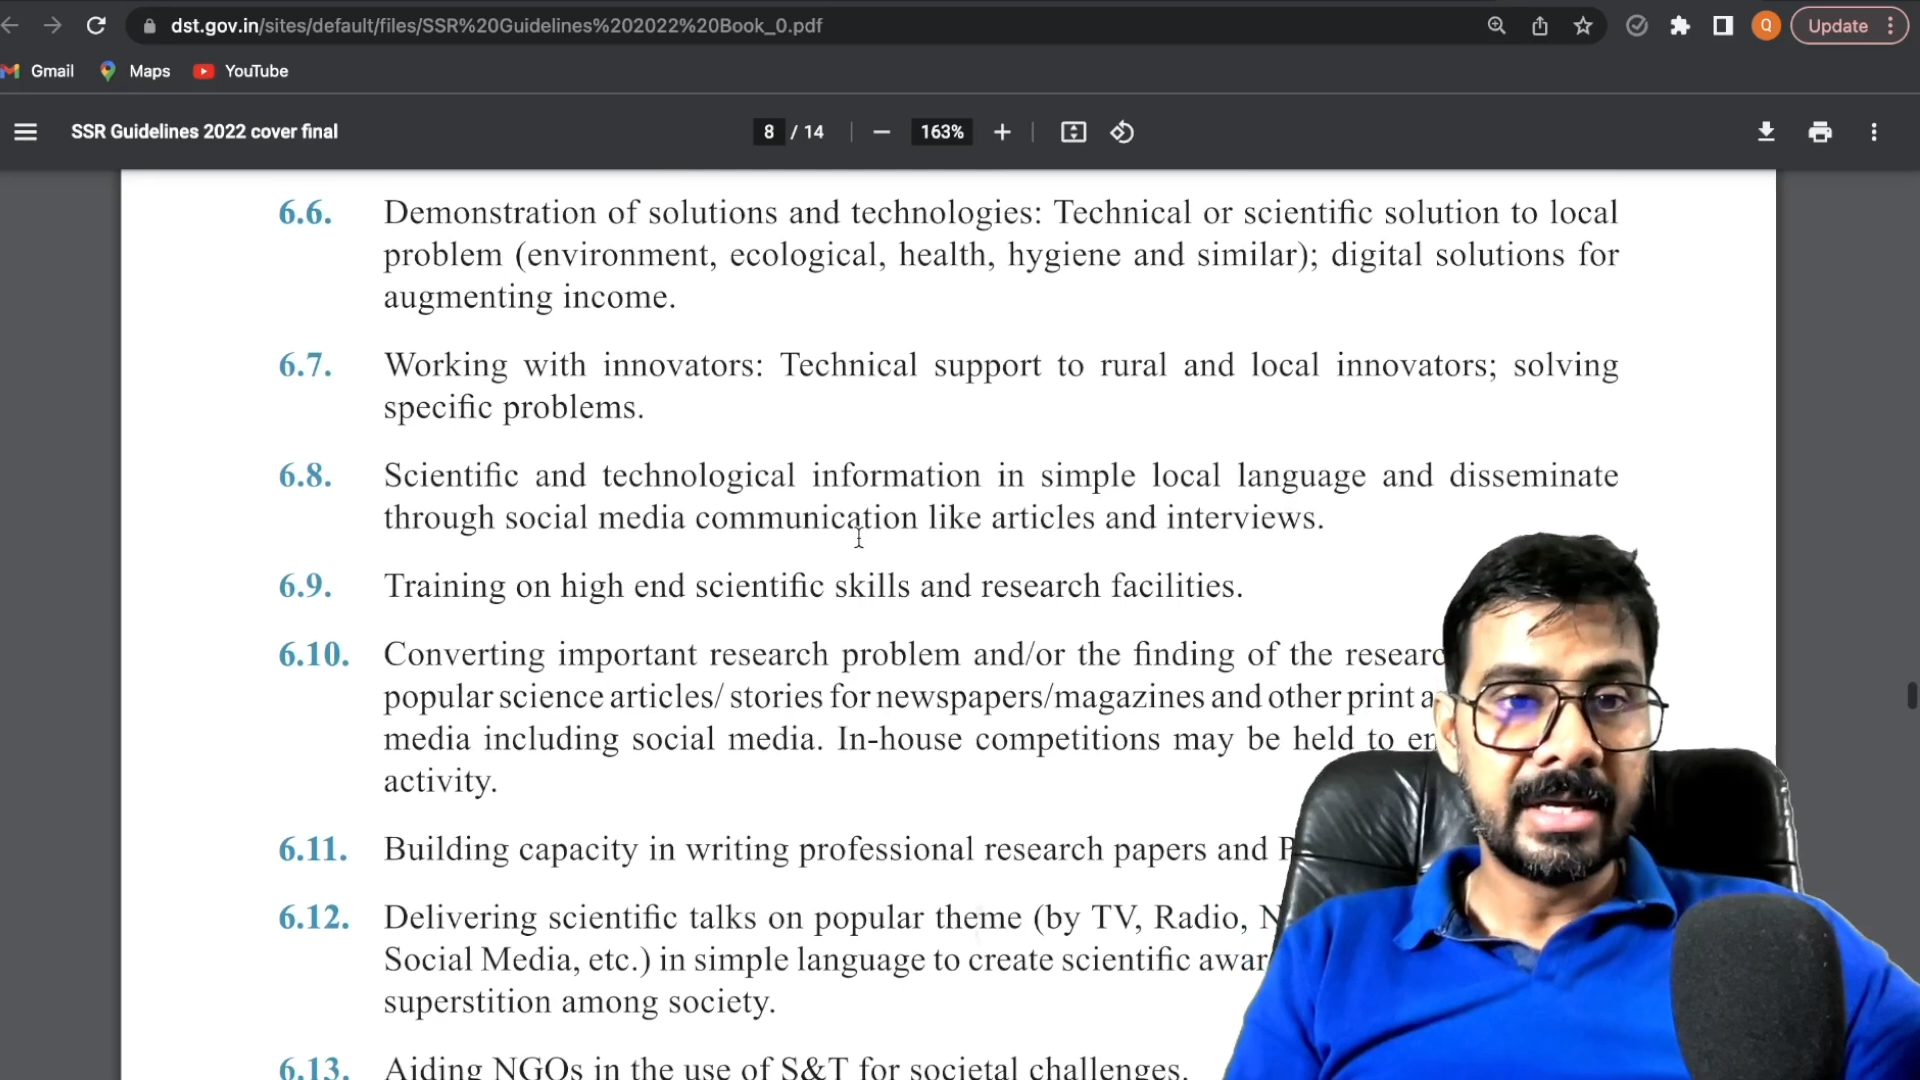 dst.gov.in/sites/default/files/SSR%20Guidelines%202022%20Book_0.pdf
Q
Update
Gmail Maps YouTube
SSR Guidelines 2022 cover final
8 / 14
163%
6.6. Demonstration of solutions and technologies: Technical or scientific solution to local
problem (environment, ecological, health, hygiene and similar); digital solutions for
augmenting income.
6.7. Working with innovators: Technical support to rural and local innovators; solving
specific problems.
6.8. Scientific and technological information in simple local language and disseminate
through social media communication like articles and interviews.
6.9. Training on high end scientific skills and research facilities.
6.10. Converting important research problem and/or the finding of the researc
popular science articles/ stories for newspapers/magazines and other print a
media including social media. In-house competitions may be held to en
activity.
6.11. Building capacity in writing professional research papers and
6.12. Delivering scientific talks on popular theme (by TV, Radio, N
Social Media, etc.) in simple language to create scientific awar
superstition among society.
6.13. Aiding NGOs in the use of S&T for societal challenges.